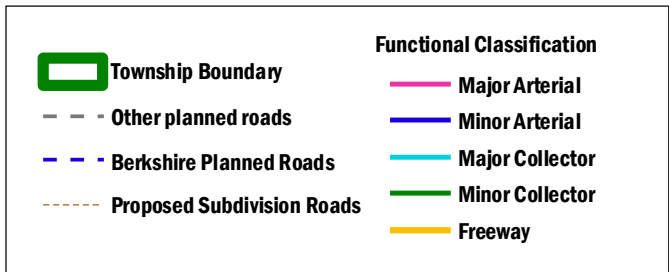 Township Boundary
Other planned roads
Berkshire Planned Roads
Proposed Subdivision Roads
Functional Classification
Major Arterial
Minor Arterial
Major Collector
Minor Collector
Freeway